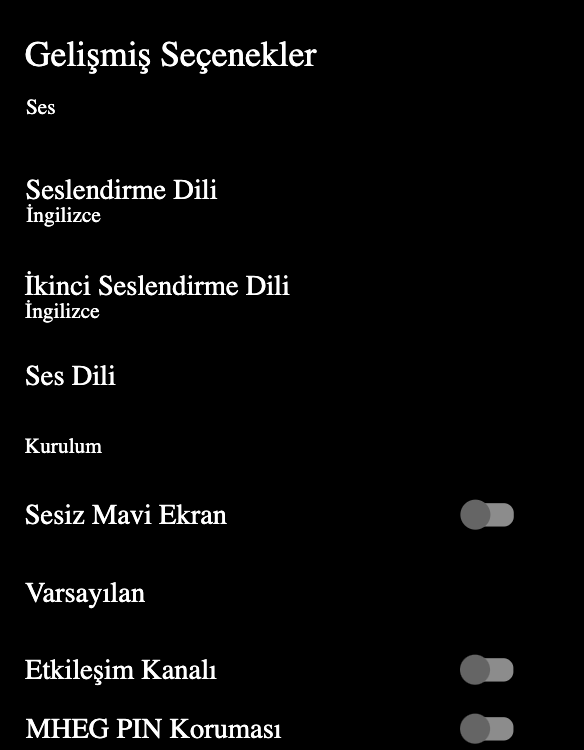 Gelişmiş Seçenekler
Ses
Seslendirme Dili
İngilizce
İkinci Seslendirme Dili
İngilizce
Ses Dili
Kurulum
Sesiz Mavi Ekran
Varsayılan
Etkileşim Kanalı
MHEG PIN Koruması